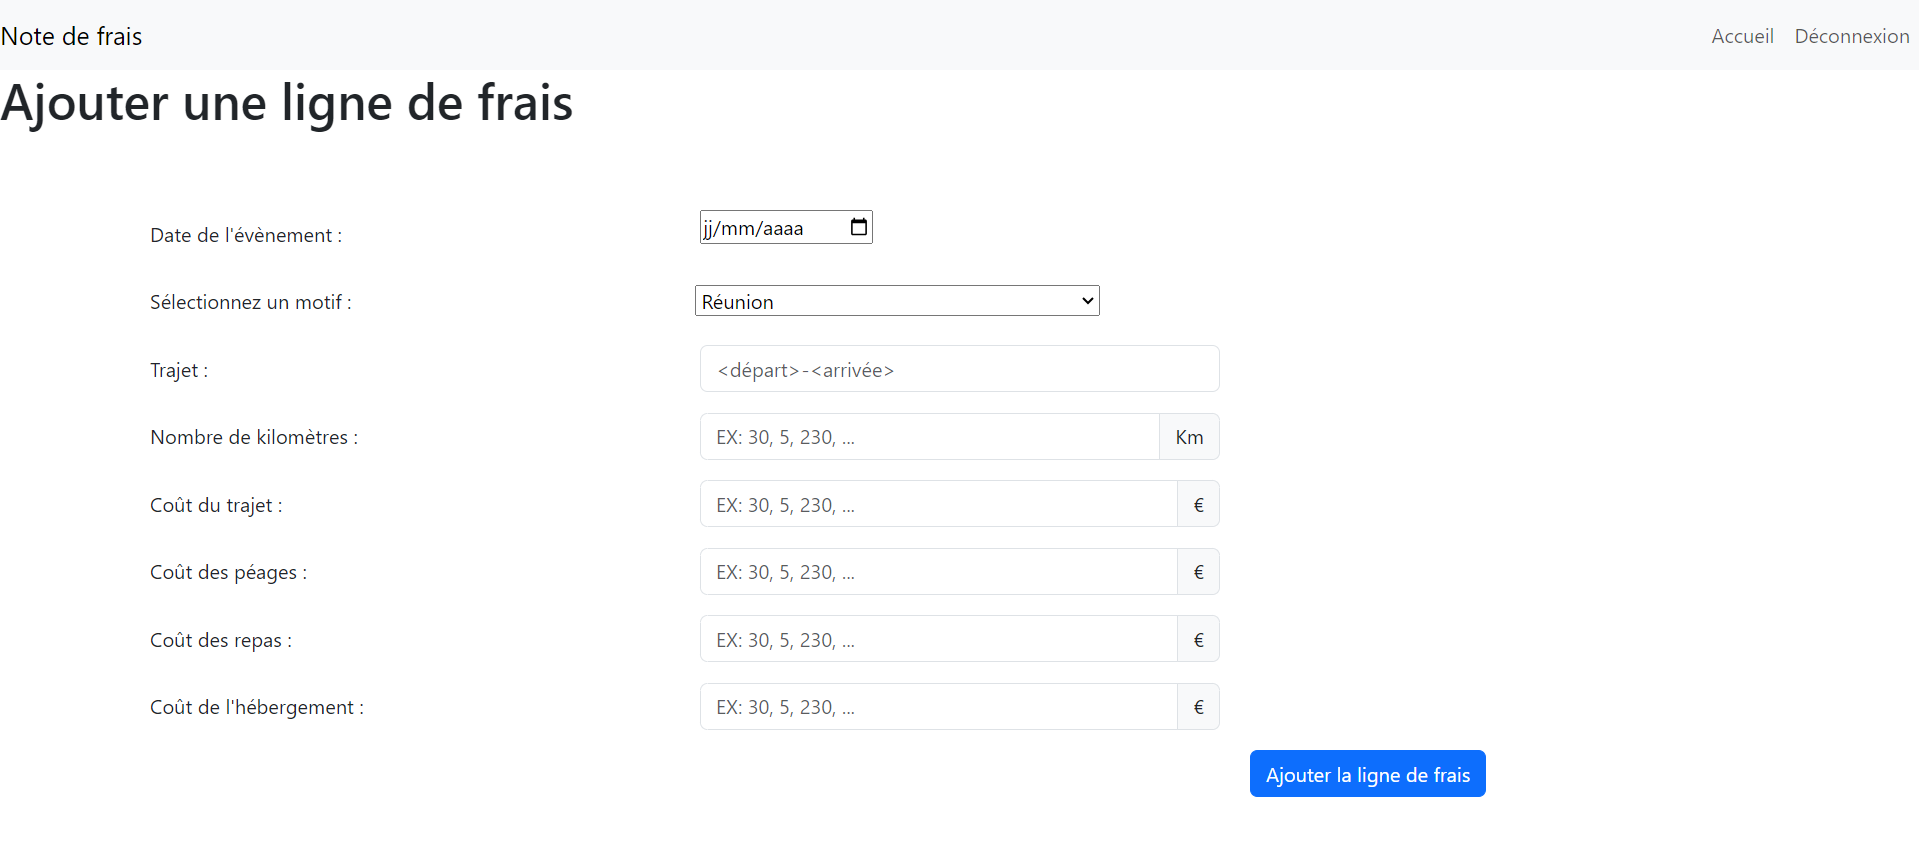 Note de frais Accueil Déconnexion
Ajouter une ligne de frais
Date de l'évènement : jj/mm/aaaa
Sélectionnez un motif : Réunion
Trajet : <départ>-<arrivée>
Nombre de kilomètres : EX: 30, 5, 230, ... Km
Coût du trajet : EX: 30, 5, 230, ... €
Coût des péages : EX: 30, 5, 230, ... €
Coût des repas : EX: 30, 5, 230, ... €
Coût de l'hébergement : EX: 30, 5, 230, ... €
Ajouter la ligne de frais